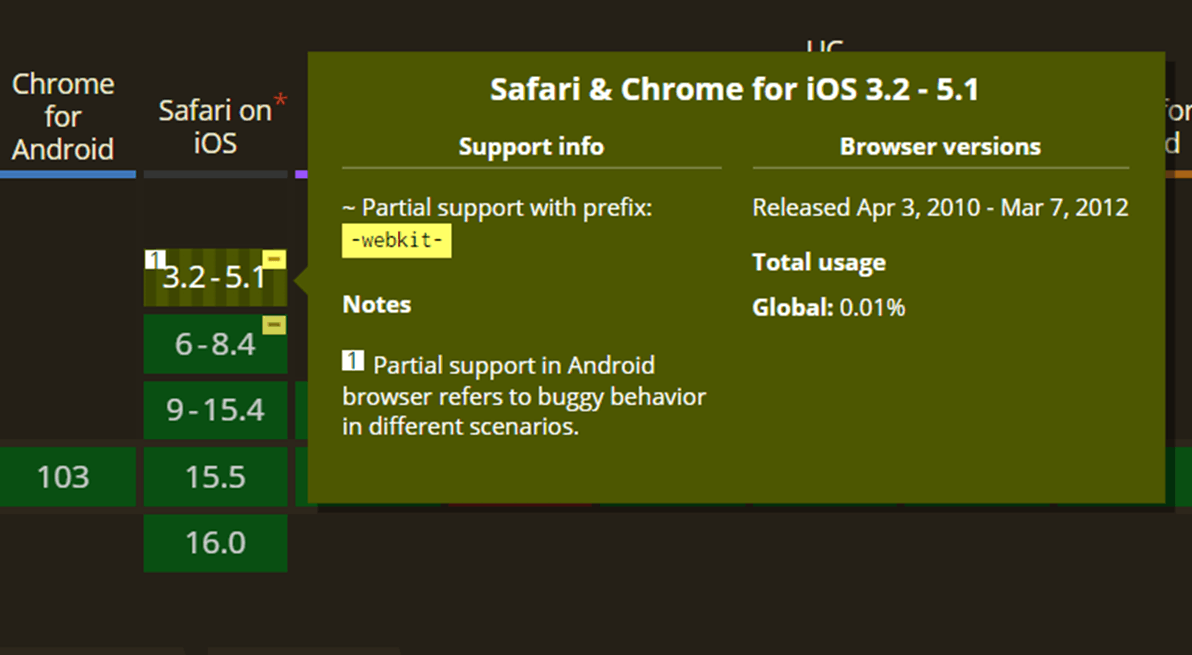 Chrome
for
Android
Safari on*
iOS
1
3.2-5.1
6-8.4
9-15.4
103
15.5
16.0
Safari & Chrome for iOS 3.2 - 5.1
Support info
~ Partial support with prefix:
-webkit-
Notes
1 Partial support in Android
browser refers to buggy behavior
in different scenarios.
Browser versions
Released Apr 3, 2010 - Mar 7, 2012
Total usage
Global: 0.01%